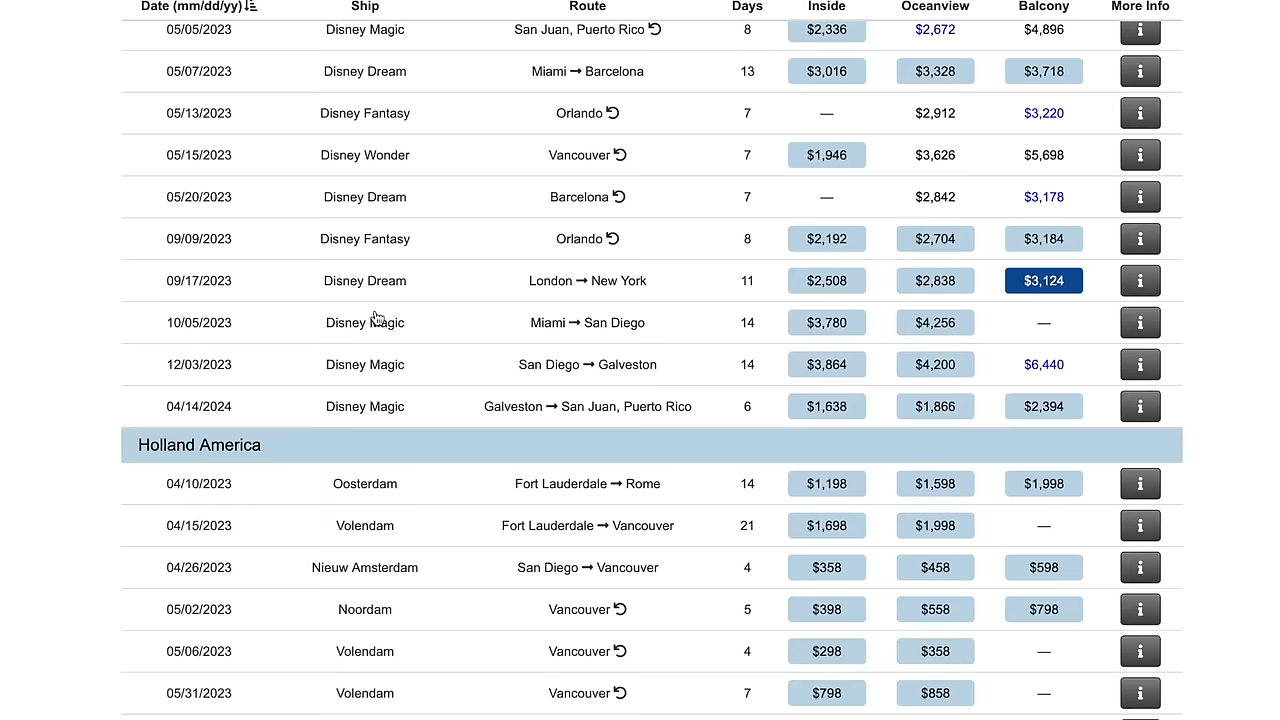 Date (mm/dd/yy) Ship Route Days Inside Oceanview Balcony More Info
05/05/2023 Disney Magic San Juan, Puerto Rico 8 $2,336 $2,672 $4,896 i
05/07/2023 Disney Dream Miami → Barcelona 13 $3,016 $3,328 $3,718 i
05/13/2023 Disney Fantasy Orlando 7 — $2,912 $3,220 i
05/15/2023 Disney Wonder Vancouver 7 $1,946 $3,626 $5,698 i
05/20/2023 Disney Dream Barcelona 7 — $2,842 $3,178 i
09/09/2023 Disney Fantasy Orlando 8 $2,192 $2,704 $3,184 i
09/17/2023 Disney Dream London → New York 11 $2,508 $2,838 $3,124 i
10/05/2023 Disney Magic Miami → San Diego 14 $3,780 $4,256 — i
12/03/2023 Disney Magic San Diego → Galveston 14 $3,864 $4,200 $6,440 i
04/14/2024 Disney Magic Galveston → San Juan, Puerto Rico 6 $1,638 $1,866 $2,394 i
Holland America
04/10/2023 Oosterdam Fort Lauderdale → Rome 14 $1,198 $1,598 $1,998 i
04/15/2023 Volendam Fort Lauderdale → Vancouver 21 $1,698 $1,998 — i
04/26/2023 Nieuw Amsterdam San Diego → Vancouver 4 $358 $458 $598 i
05/02/2023 Noordam Vancouver 5 $398 $558 $798 i
05/06/2023 Volendam Vancouver 4 $298 $358 — i
05/31/2023 Volendam Vancouver 7 $798 $858 — i